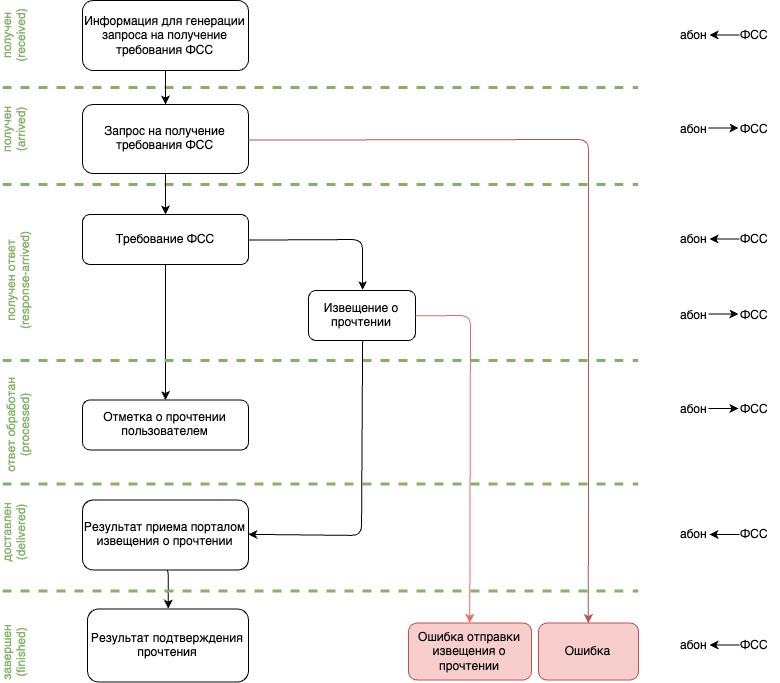 получен
(received)
Информация для генерации
запроса на получение
требования ФСС
абон
ФСС
получен
(arrived)
Запрос на получение
требования ФСС
абон
ФСС
получен ответ
(response-arrived)
Требование ФСС
абон
ФСС
Извещение о
прочтении
абон
ФСС
ответ обработан
(processed)
Отметка о прочтении
пользователем
абон
ФСС
доставлен
(delivered)
Результат приема порталом
извещения о прочтении
абон
ФСС
завершен
(finished)
Результат подтверждения
прочтения
Ошибка отправки
извещения о
прочтении
Ошибка
абон
ФСС